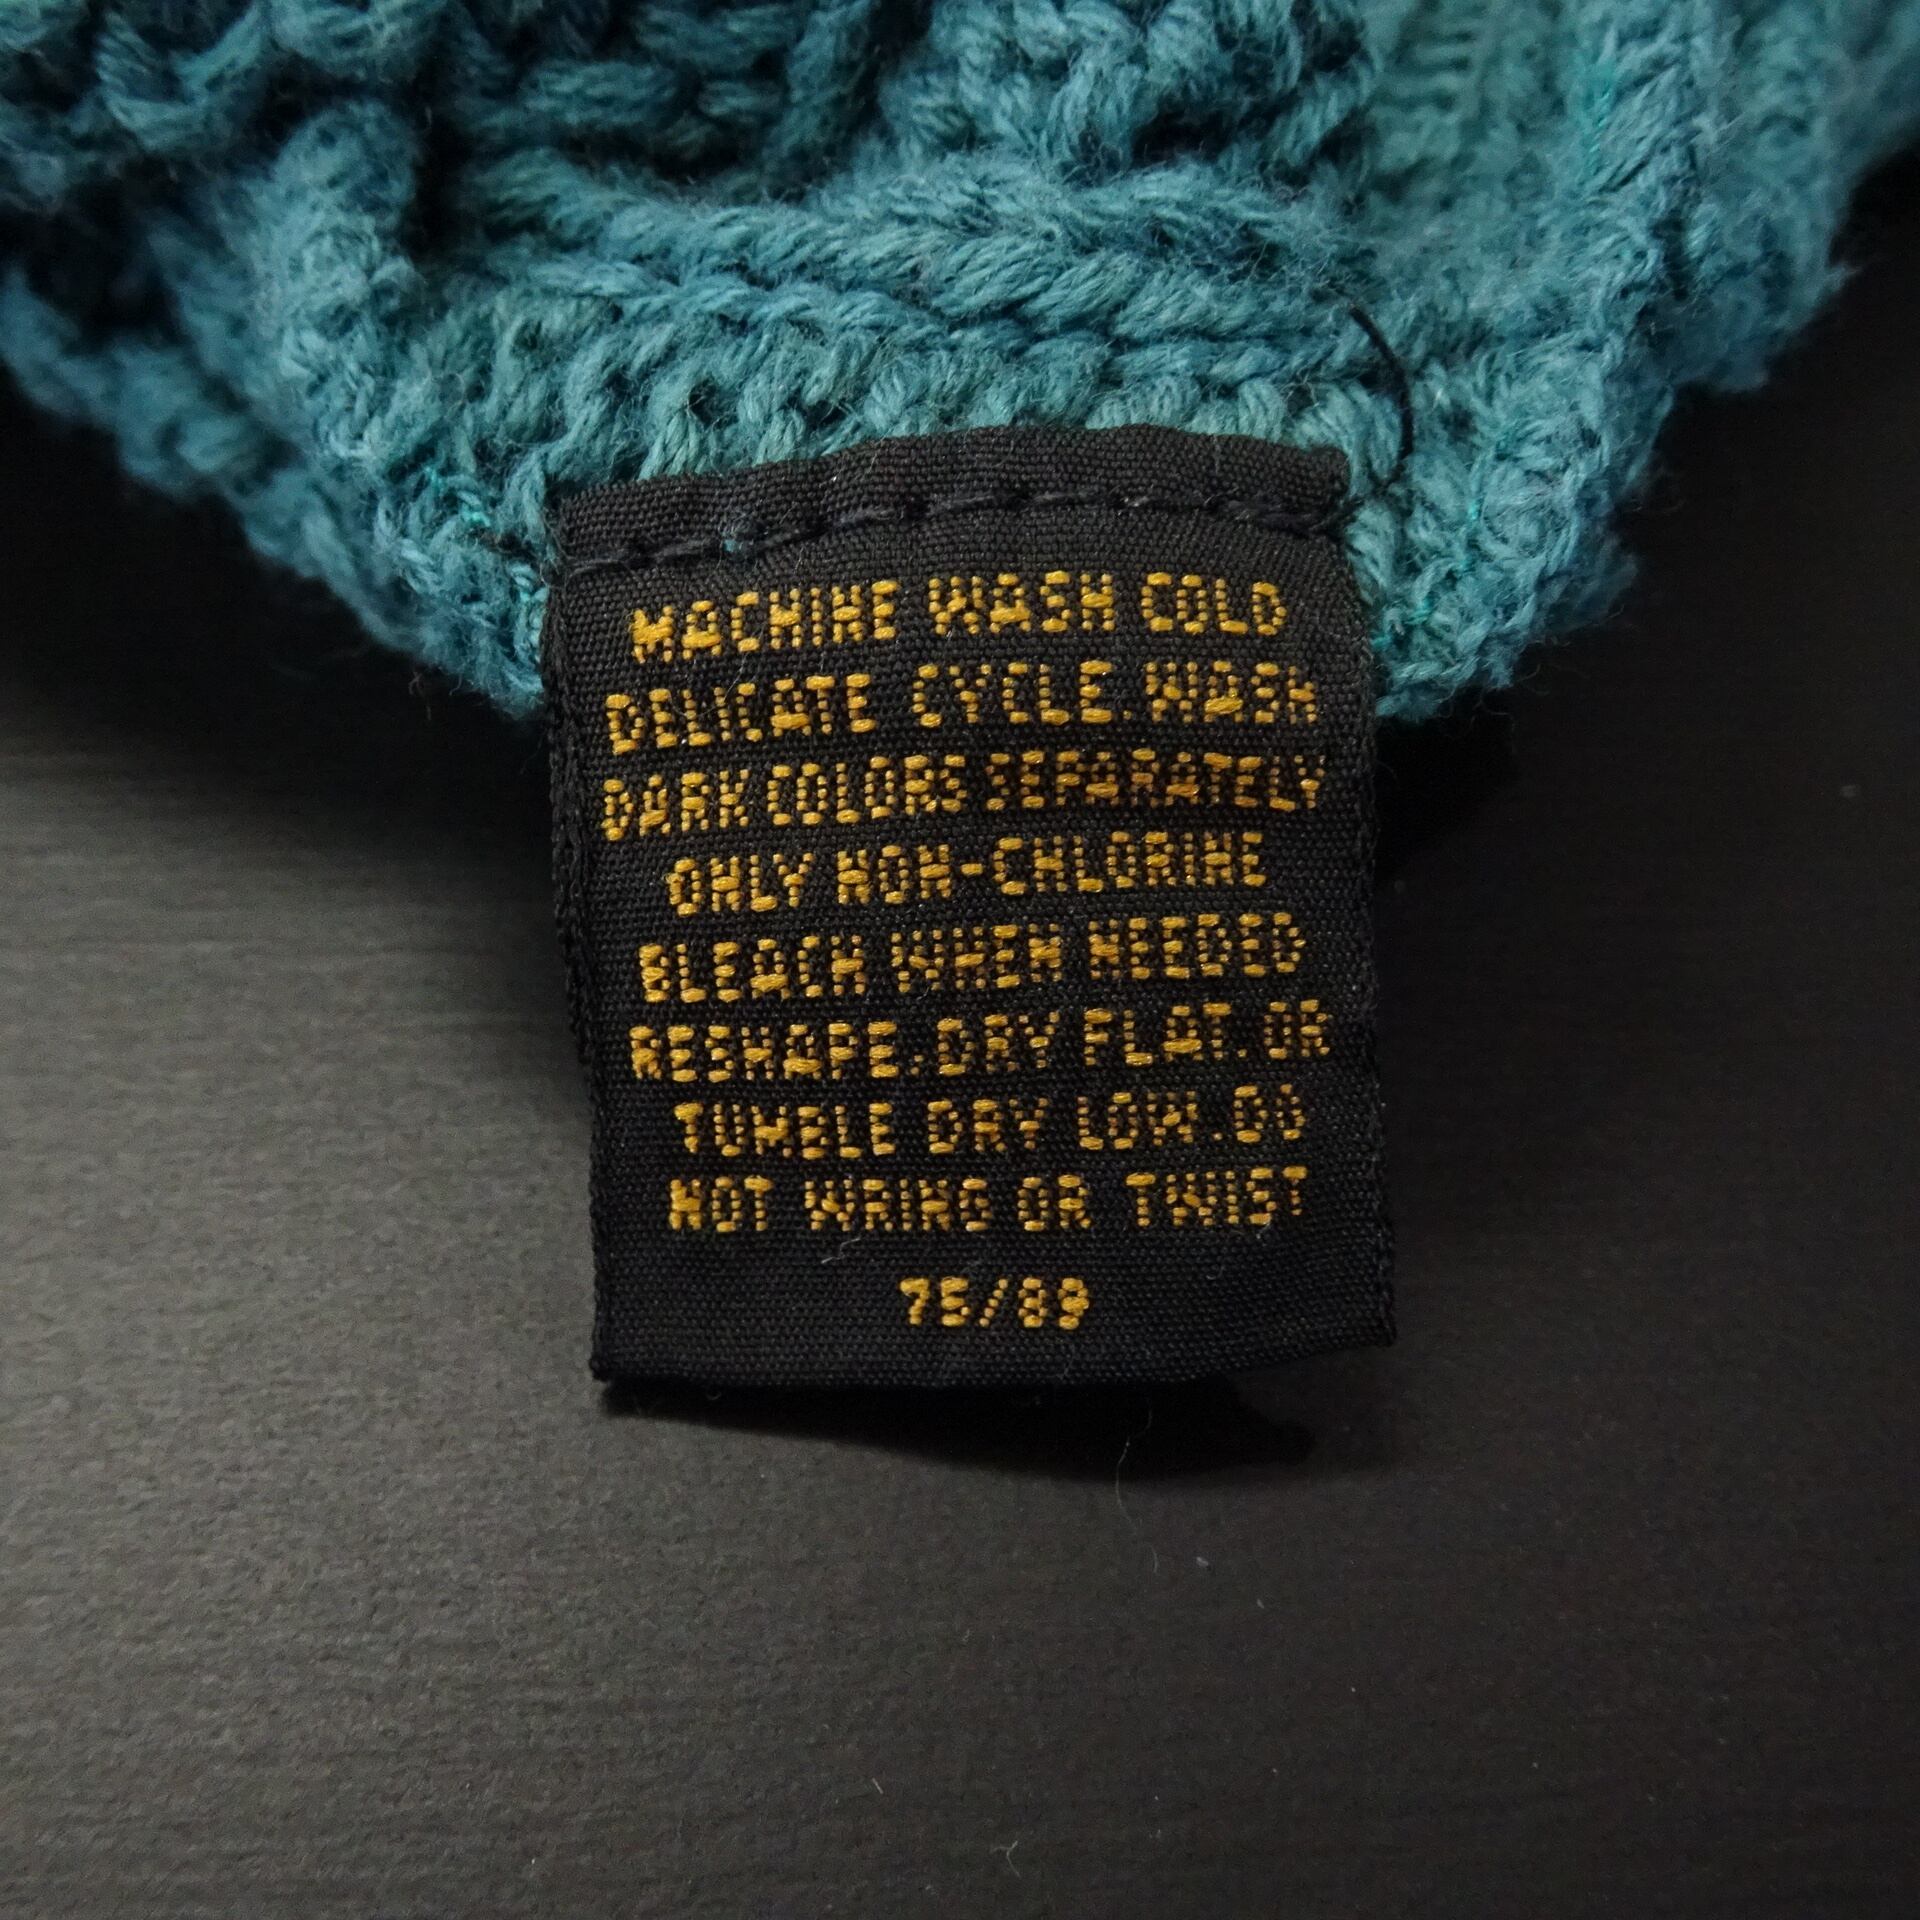 MACHINE WASH COLD
DELICATE CYCLE. WASH
DARK COLORS SEPARATELY
ONLY NON-CHLORINE
BLEACH WHEN NEEDED
RESHAPE. DRY FLAT. OR
TUMBLE DRY LOW. DO
NOT WRING OR TWIST
75/89